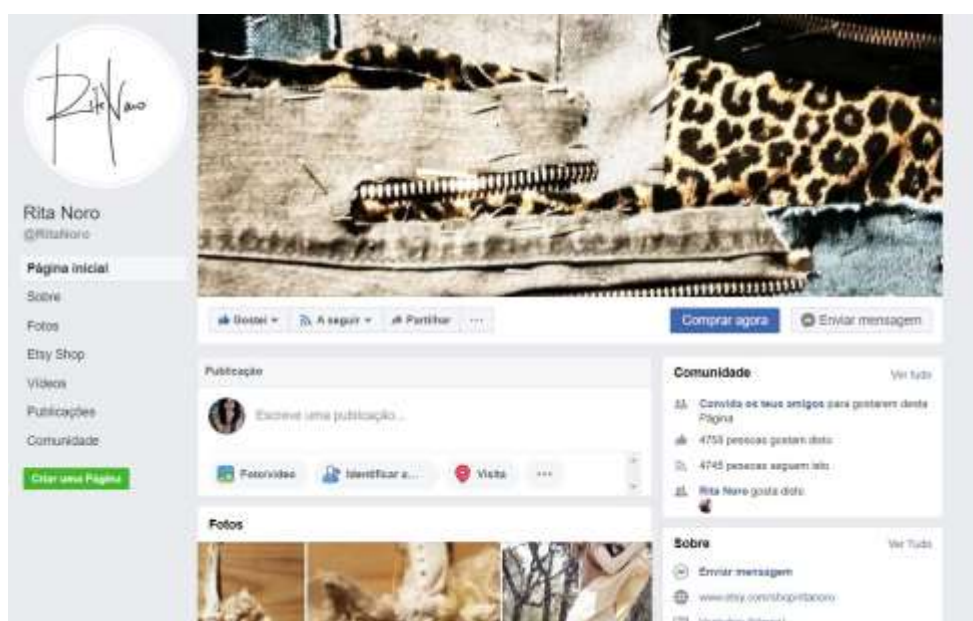 Rita Noro
Rita Noro
@RitaNoro
Página inicial
Sobre
Fotos
Etsy Shop
Vídeos
Publicações
Comunidade
Criar uma Página
Gostei
A seguir
Partilhar
...
Comprar agora
Enviar mensagem
Publicação
Escreve uma publicação...
Foto/vídeo
Identificar a...
Visita
...
Fotos
Comunidade
Ver tudo
Convida os teus amigos para gostarem desta
Página
4755 pessoas gostam disto
4745 pessoas seguem isto
Rita Noro gosta disto
Sobre
Ver Tudo
Enviar mensagem
www.etsy.com/shop/ritanoro